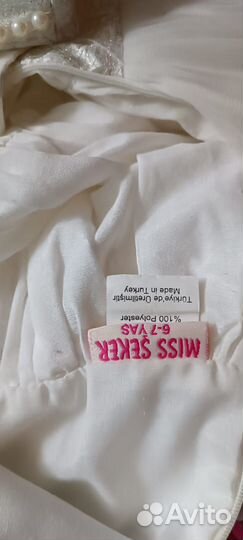 MISS ŞEKER
6-7 YAŞ
%100 Polyester
Made in Turkey
Türkiye'de Üretilmiştir
Avito